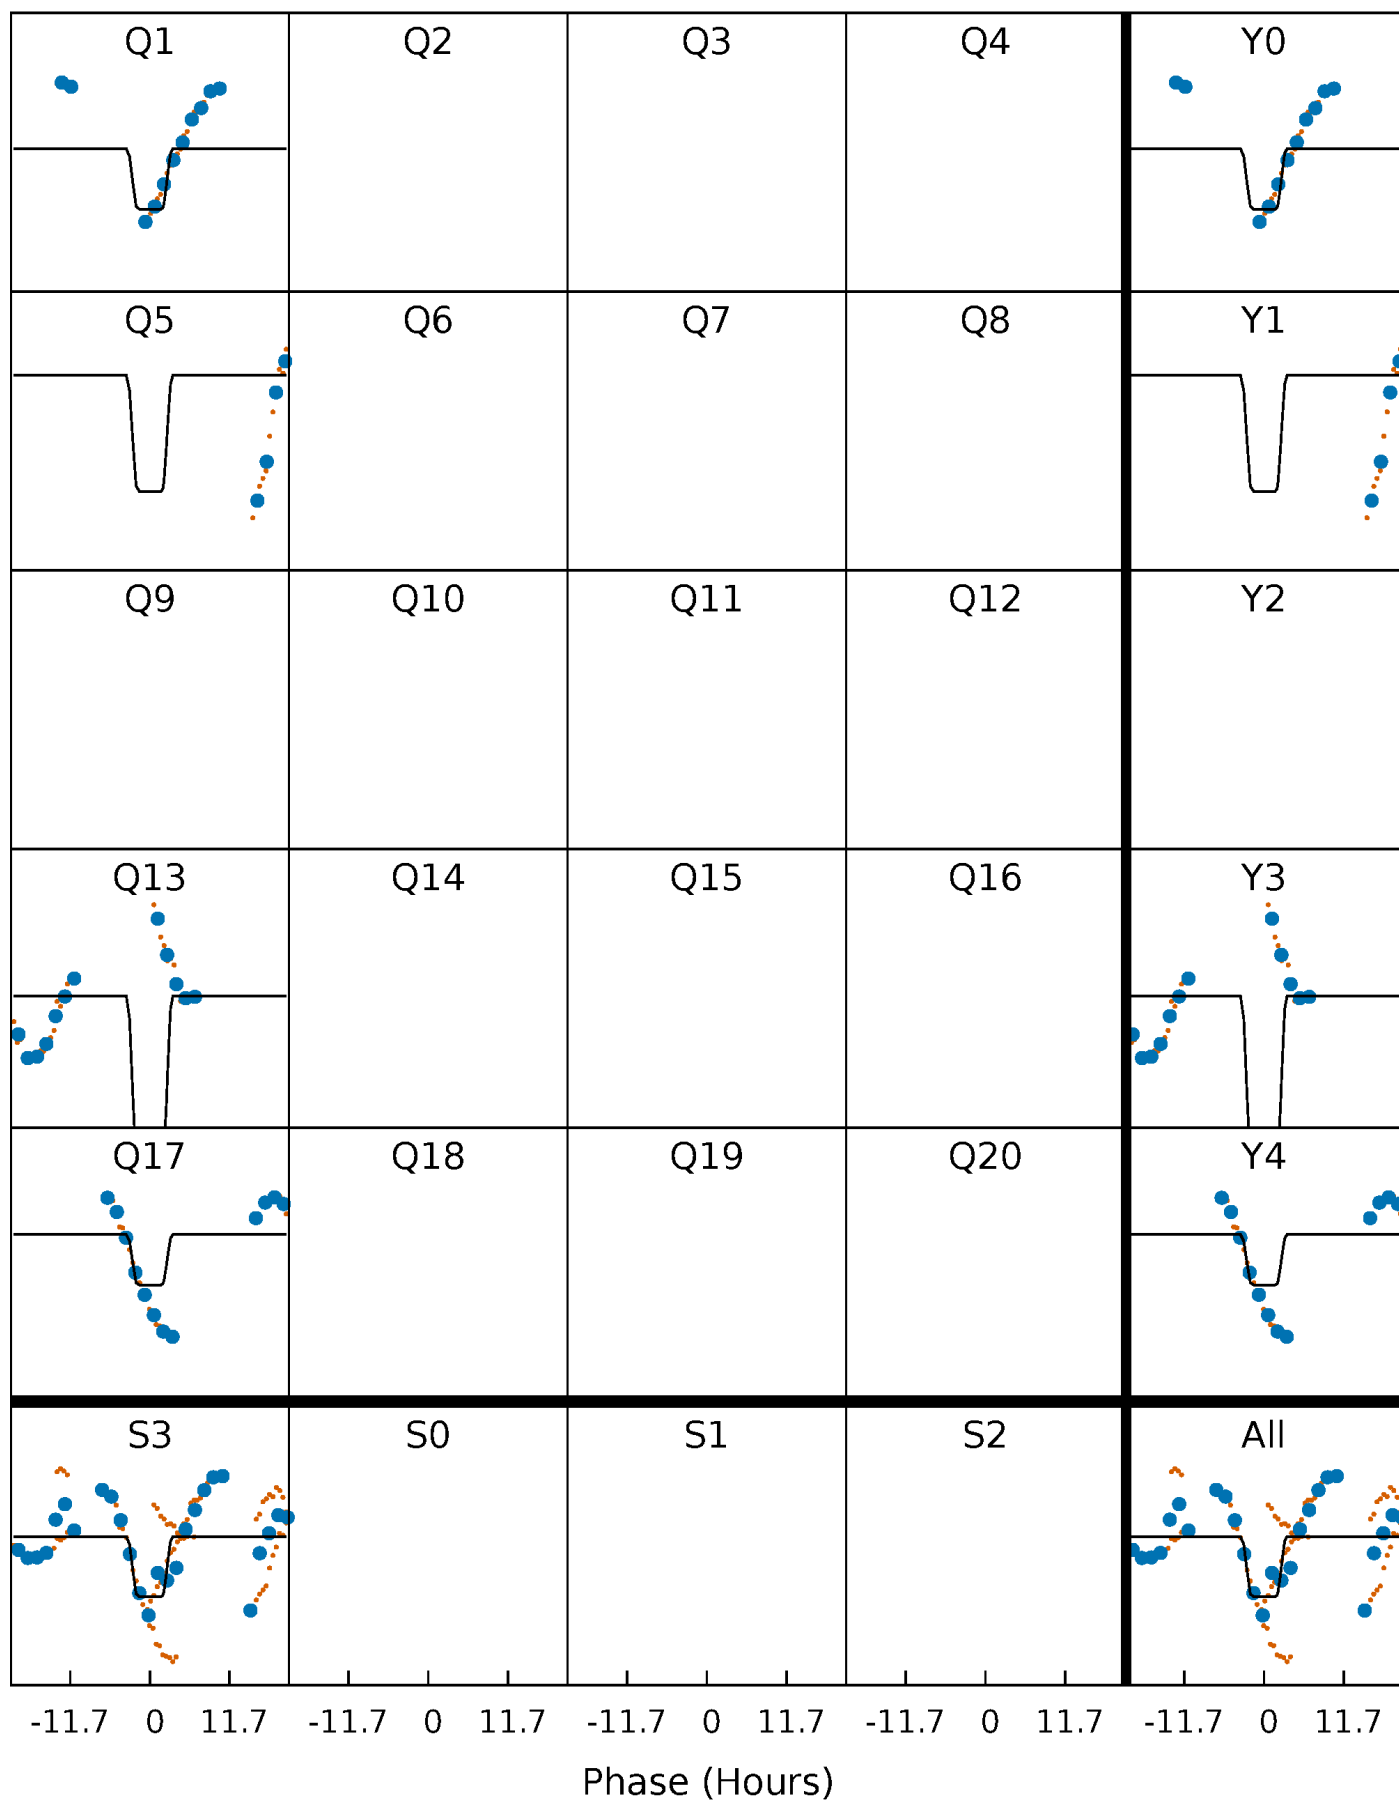 Q1 Q2 Q3 Q4 Y0
Q5 Q6 Q7 Q8 Y1
Q9 Q10 Q11 Q12 Y2
Q13 Q14 Q15 Q16 Y3
Q17 Q18 Q19 Q20 Y4
S3 S0 S1 S2 All
-11.7 0 11.7 -11.7 0 11.7 -11.7 0 11.7 -11.7 0 11.7 -11.7 0 11.7
Phase (Hours)